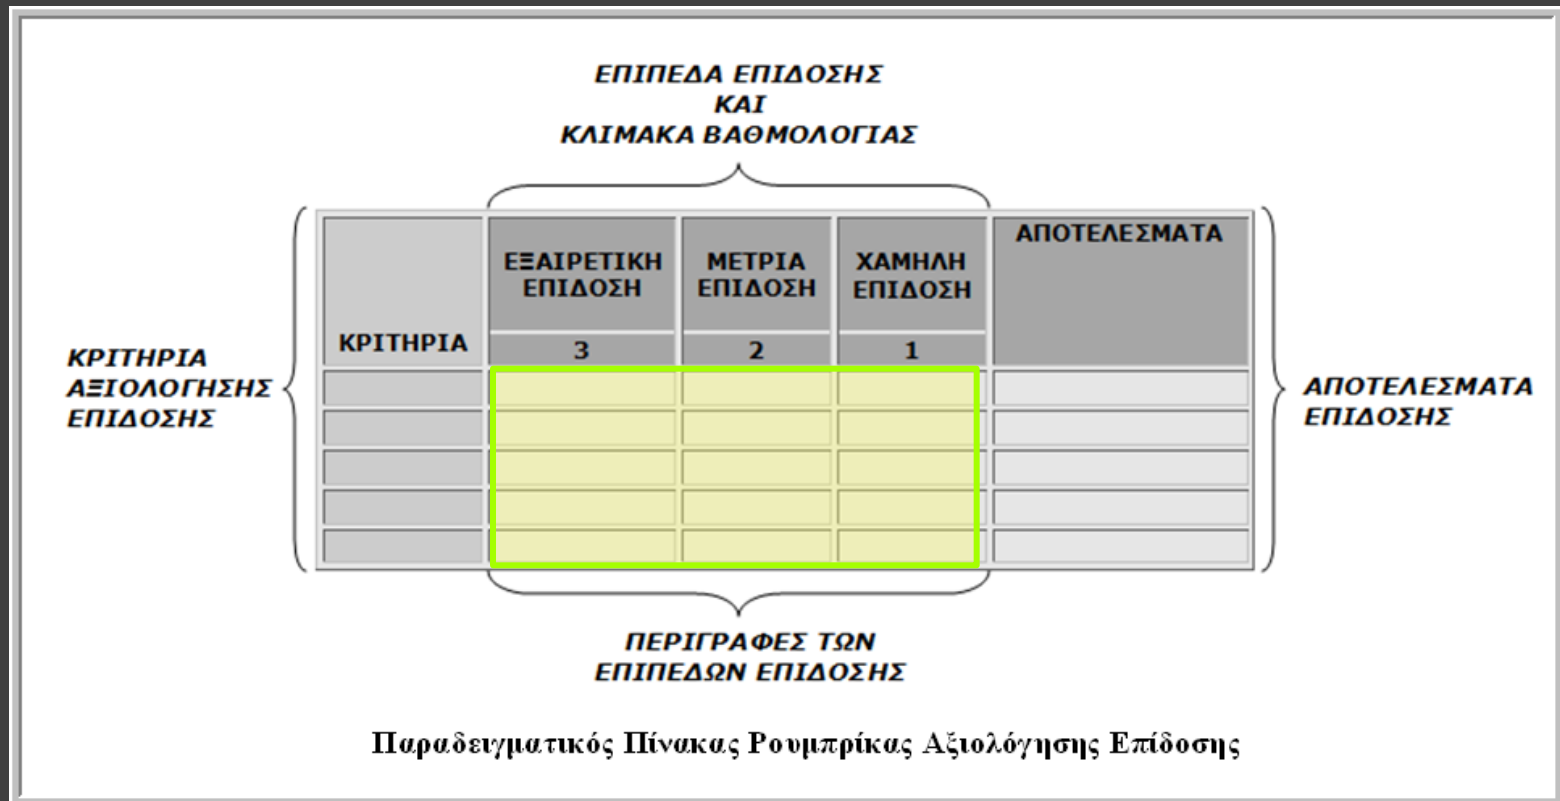 ΕΠΙΠΕΔΑ ΕΠΙΔΟΣΗΣ
ΚΑΙ
ΚΛΙΜΑΚΑ ΒΑΘΜΟΛΟΓΙΑΣ
ΚΡΙΤΗΡΙΑ
ΑΞΙΟΛΟΓΗΣΗΣ
ΕΠΙΔΟΣΗΣ
ΚΡΙΤΗΡΙΑ
ΕΞΑΙΡΕΤΙΚΗ
ΕΠΙΔΟΣΗ
3
ΜΕΤΡΙΑ
ΕΠΙΔΟΣΗ
2
ΧΑΜΗΛΗ
ΕΠΙΔΟΣΗ
1
ΑΠΟΤΕΛΕΣΜΑΤΑ
ΑΠΟΤΕΛΕΣΜΑΤΑ
ΕΠΙΔΟΣΗΣ
ΠΕΡΙΓΡΑΦΕΣ ΤΩΝ
ΕΠΙΠΕΔΩΝ ΕΠΙΔΟΣΗΣ
Παραδειγματικός Πίνακας Ρουμπρίκας Αξιολόγησης Επίδοσης